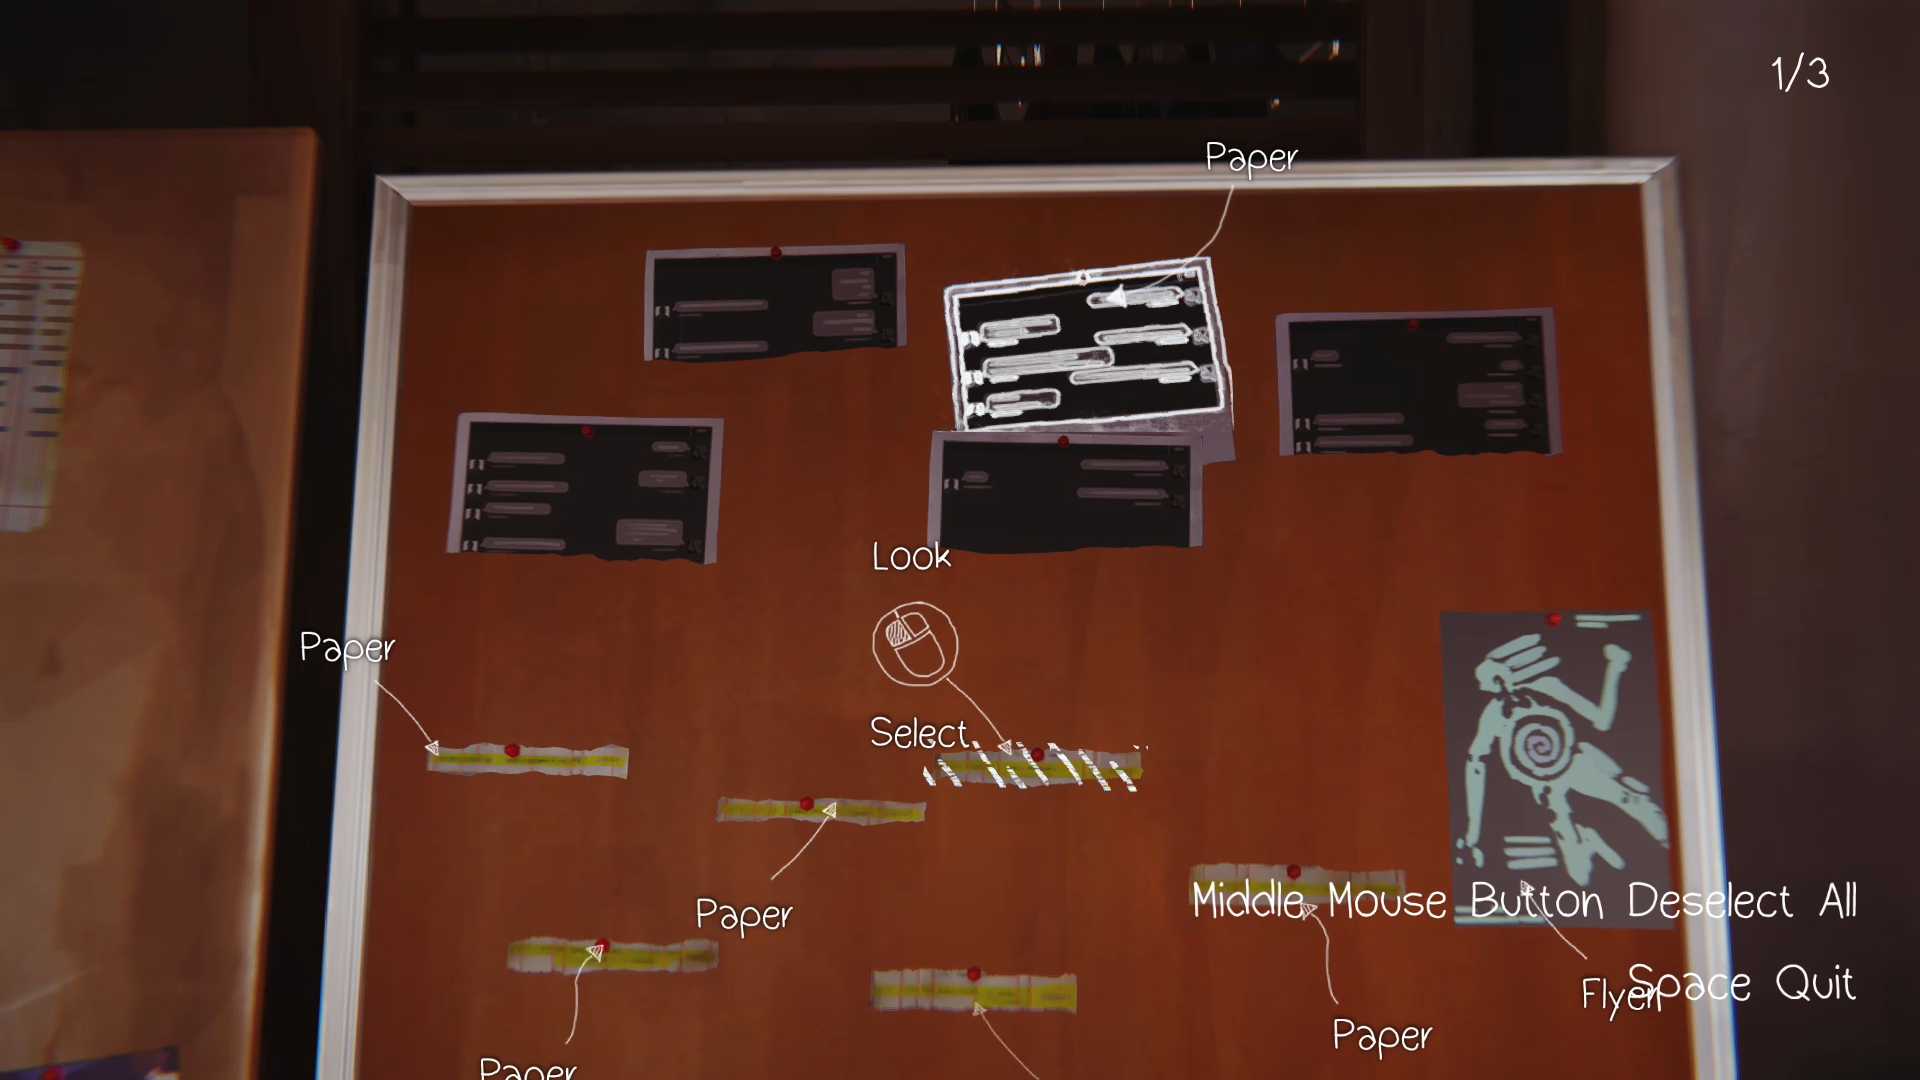 1/3
Paper
Look
Paper
Select
Paper
Middle Mouse Button Deselect All
Space Quit
Flyer
Paper
Paper